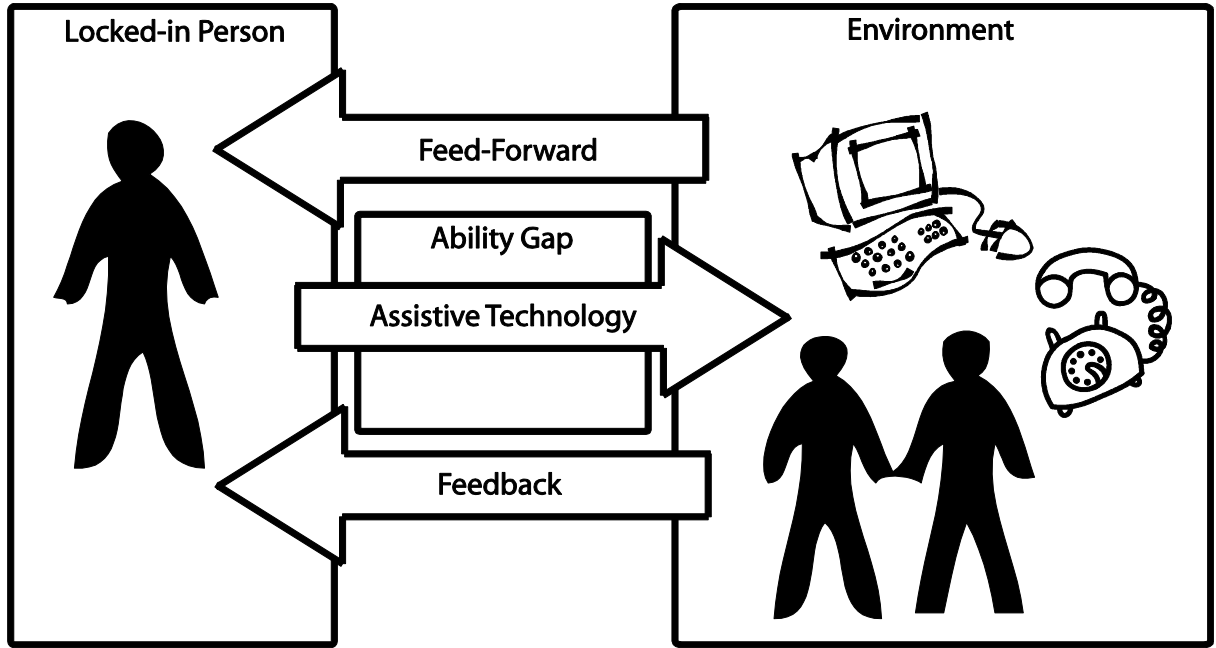 Locked-in Person
Environment
Feed-Forward
Ability Gap
Assistive Technology
Feedback